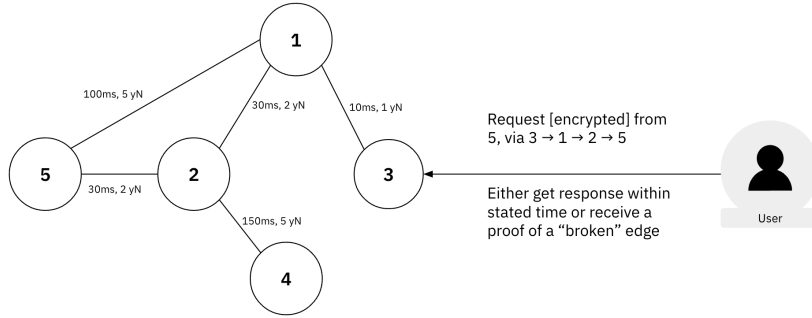 1
100ms, 5 yN
30ms, 2 yN
10ms, 1 yN
Request [encrypted] from
5, via 3 → 1 → 2 → 5
5
2
3
30ms, 2 yN
Either get response within
stated time or receive a
proof of a “broken” edge
User
150ms, 5 yN
4